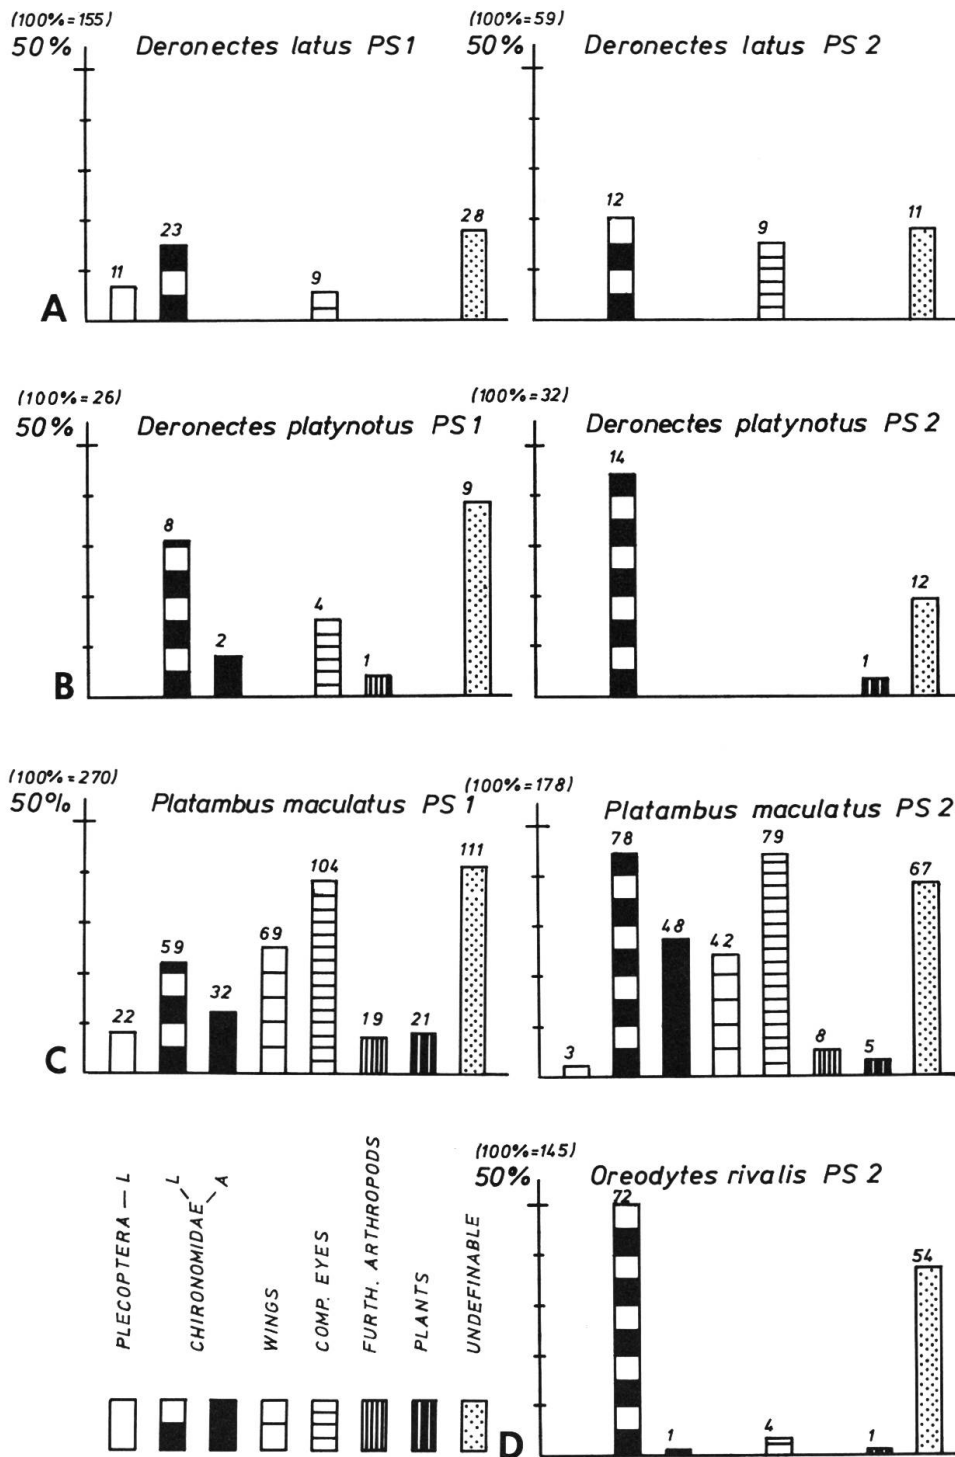 (100%=155)
50% Deronectes latus PS1
11 23 9 28
A
(100%=59)
50% Deronectes latus PS 2
12 9 11
(100%=26)
50% Deronectes platynotus PS1
8 2 4 1 9
B
(100%=32)
Deronectes platynotus PS 2
14 1 12
(100%=270)
50% Platambus maculatus PS 1
22 59 32 69 104 19 21 111
C
(100%=178)
Platambus maculatus PS 2
3 78 48 42 79 8 5 67
PLECOPTERA — L
CHIRONOMIDAE L A
WINGS
COMP. EYES
FURTH. ARTHROPODS
PLANTS
UNDEFINABLE
(100%=145)
50% Oreodytes rivalis PS 2
72 1 4 1 54
D